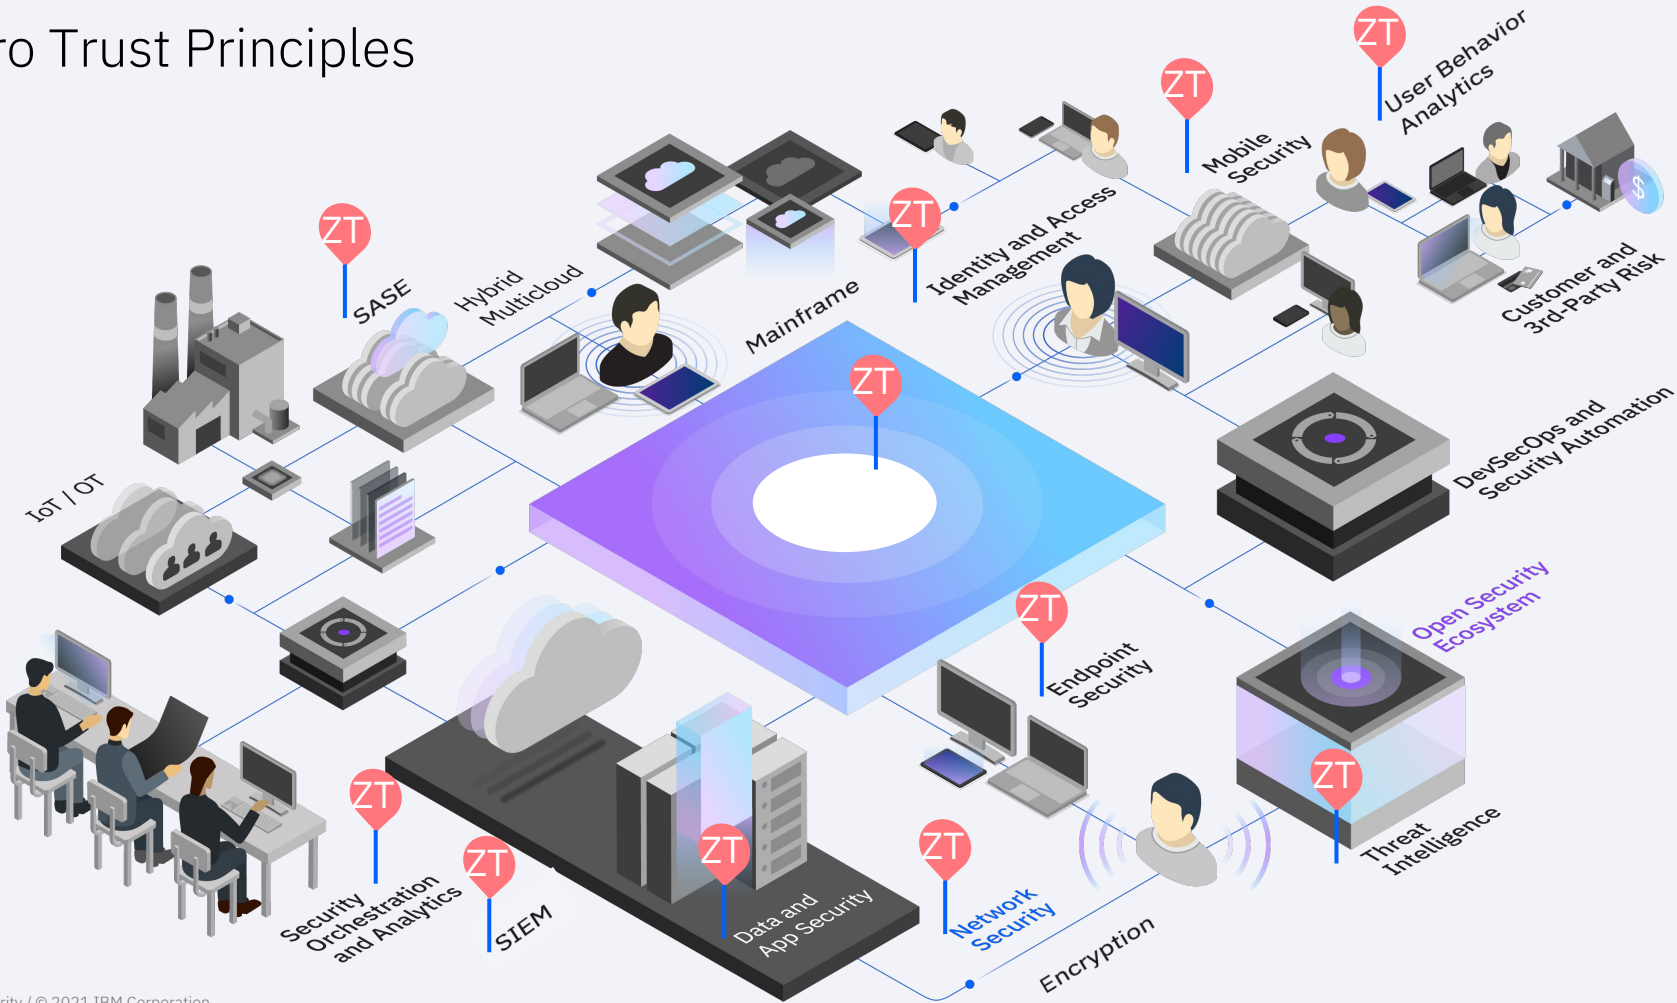 ro Trust Principles
ZT
User Behavior
Analytics
ZT
Mobile
Security
ZT
SASE
Hybrid
Multicloud
ZT
Identity and Access
Management
Mainframe
Customer and
3rd-Party Risk
ZT
IoT / OT
DevSecOps and
Security Automation
Open Security
Ecosystem
ZT
Endpoint
Security
ZT
Threat
Intelligence
ZT
Security
Orchestration
and Analytics
ZT
SIEM
ZT
Data and
App Security
ZT
Network
Security
Encryption
$
rity / © 2021 IBM Corporation